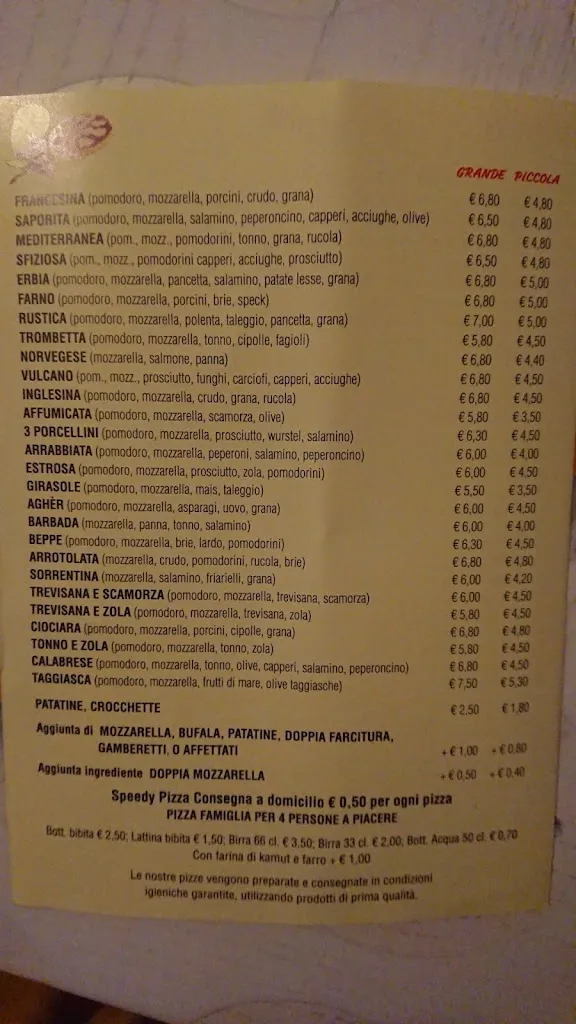 GRANDE PICCOLA
FRANCESINA (pomodoro, mozzarella, porcini, crudo, grana) € 6,80 € 4,80
SAPORITA (pomodoro, mozzarella, salamino, peperoncino, capperi, acciughe, olive) € 6,50 € 4,80
MEDITERRANEA (pom., mozz., pomodorini, tonno, grana, rucola) € 6,80 € 4,80
SFIZIOSA (pom., mozz., pomodorini capperi, acciughe, prosciutto) € 6,50 € 4,80
ERBIA (pomodoro, mozzarella, pancetta, salamino, patate lesse, grana) € 6,80 € 5,00
FARNO (pomodoro, mozzarella, porcini, brie, speck) € 6,80 € 5,00
RUSTICA (pomodoro, mozzarella, polenta, taleggio, pancetta, grana) € 7,00 € 5,00
TROMBETTA (pomodoro, mozzarella, tonno, cipolle, fagioli) € 5,80 € 4,50
NORVEGESE (mozzarella, salmone, panna) € 6,80 € 4,40
VULCANO (pom., mozz., prosciutto, funghi, carciofi, capperi, acciughe) € 6,80 € 4,50
INGLESINA (pomodoro, mozzarella, crudo, grana, rucola) € 6,80 € 4,50
AFFUMICATA (pomodoro, mozzarella, scamorza, olive) € 5,80 € 3,50
3 PORCELLINI (pomodoro, mozzarella, prosciutto, wurstel, salamino) € 6,30 € 4,50
ARRABBIATA (pomodoro, mozzarella, peperoni, salamino, peperoncino) € 6,00 € 4,00
ESTROSA (pomodoro, mozzarella, prosciutto, zola, pomodorini) € 6,00 € 4,50
GIRASOLE (pomodoro, mozzarella, mais, taleggio) € 5,50 € 3,50
AGHÈR (pomodoro, mozzarella, asparagi, uovo, grana) € 6,00 € 4,50
BARBADA (mozzarella, panna, tonno, salamino) € 6,00 € 4,00
BEPPE (pomodoro, mozzarella, brie, lardo, pomodorini) € 6,30 € 4,50
ARROTOLATA (mozzarella, crudo, pomodorini, rucola, brie) € 6,80 € 4,80
SORRENTINA (mozzarella, salamino, friarielli, grana) € 6,00 € 4,20
TREVISANA E SCAMORZA (pomodoro, mozzarella, trevisana, scamorza) € 6,00 € 4,50
TREVISANA E ZOLA (pomodoro, mozzarella, trevisana, zola) € 5,80 € 4,50
CIOCIARA (pomodoro, mozzarella, porcini, cipolle, grana) € 6,80 € 4,80
TONNO E ZOLA (pomodoro, mozzarella, tonno, zola) € 5,80 € 4,50
CALABRESE (pomodoro, mozzarella, tonno, olive, capperi, salamino, peperoncino) € 6,80 € 4,50
TAGGIASCA (pomodoro, mozzarella, frutti di mare, olive taggiasche) € 7,50 € 5,30
PATATINE, CROCCHETTE € 2,50 € 1,80
Aggiunta di MOZZARELLA, BUFALA, PATATINE, DOPPIA FARCITURA,
GAMBERETTI, O AFFETTATI + € 1,00 + € 0,80
Aggiunta ingrediente DOPPIA MOZZARELLA + € 0,50 + € 0,40
Speedy Pizza Consegna a domicilio € 0,50 per ogni pizza
PIZZA FAMIGLIA PER 4 PERSONE A PIACERE
Bott. bibita € 2,50; Lattina bibita € 1,50; Birra 66 cl. € 3,50; Birra 33 cl. € 2,00; Bott. Acqua 50 cl. € 0,70
Con farina di kamut e farro + € 1,00
Le nostre pizze vengono preparate e consegnate in condizioni
igieniche garantite, utilizzando prodotti di prima qualità.